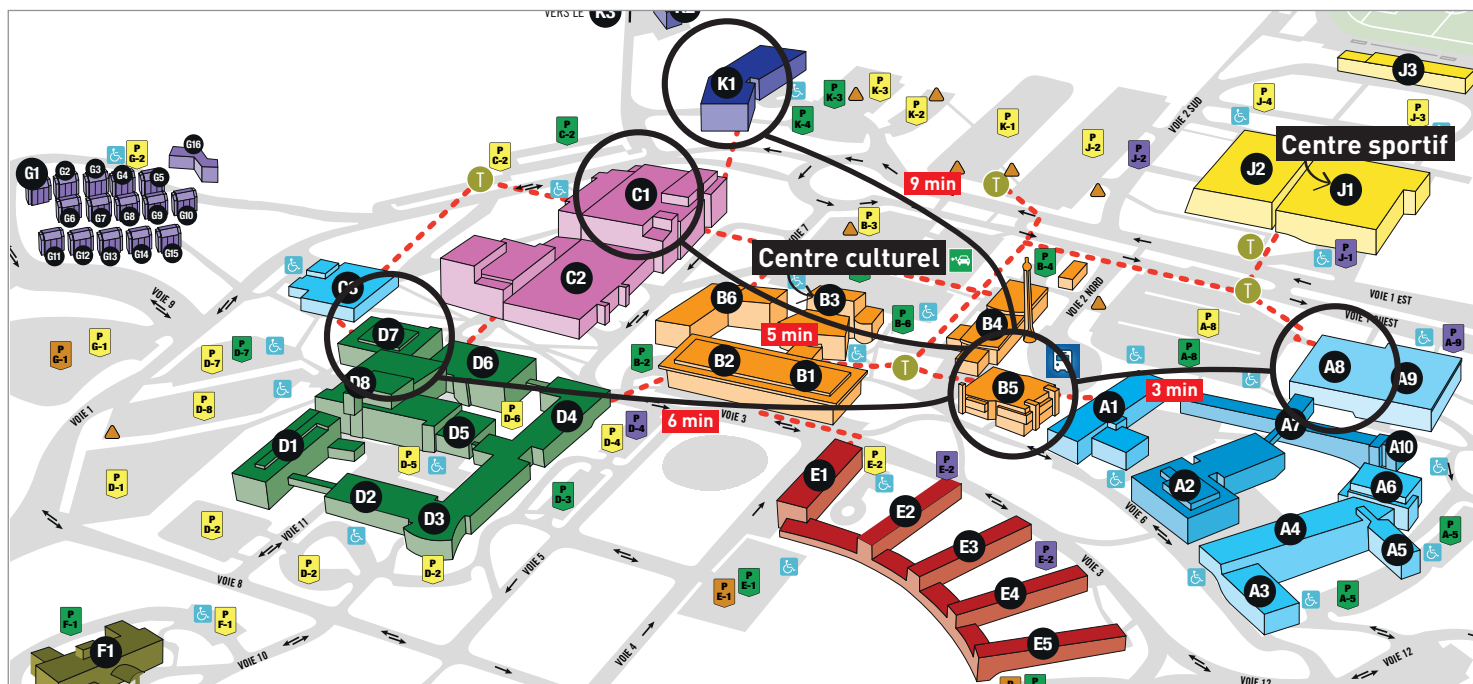 VERS LE K3
K2
K1
J3
P K-3
P K-3
P K-4
P K-2
P K-1
P J-4
P J-3
VOIE 2 SUD
Centre sportif
P J-2
P J-2
P C-2
P C-2
G16
P G-2
G1
G2
G3
G4
G5
G6
G7
G8
G9
G10
G11
G12
G13
G14
G15
T
C1
9 min
T
J2
J1
P B-3
VOIE 7
Centre culturel
T
P J-1
C2
P B-4
VOIE 1 EST
VOIE 9
B6
B3
VOIE 2 NORD
P B-6
B4
P A-8
P A-9
P G-1
P G-1
P D-7
P D-7
D7
D6
5 min
P B-2
B2
B1
T
P A-8
A8
A9
D8
B5
3 min
P D-8
VOIE 1
P D-6
D4
6 min
VOIE 3
A1
A7
A10
D1
D5
P D-4
P D-4
P D-5
P E-2
P E-2
E1
P D-1
D2
D3
P D-3
E2
A2
A6
P D-2
VOIE 11
VOIE 6
A4
A5
P A-5
E3
P E-2
P D-2
P D-2
VOIE 5
VOIE 8
P E-1
P E-1
E4
VOIE 3
A3
P A-5
P F-1
P F-1
F1
E5
VOIE 10
VOIE 4
VOIE 12